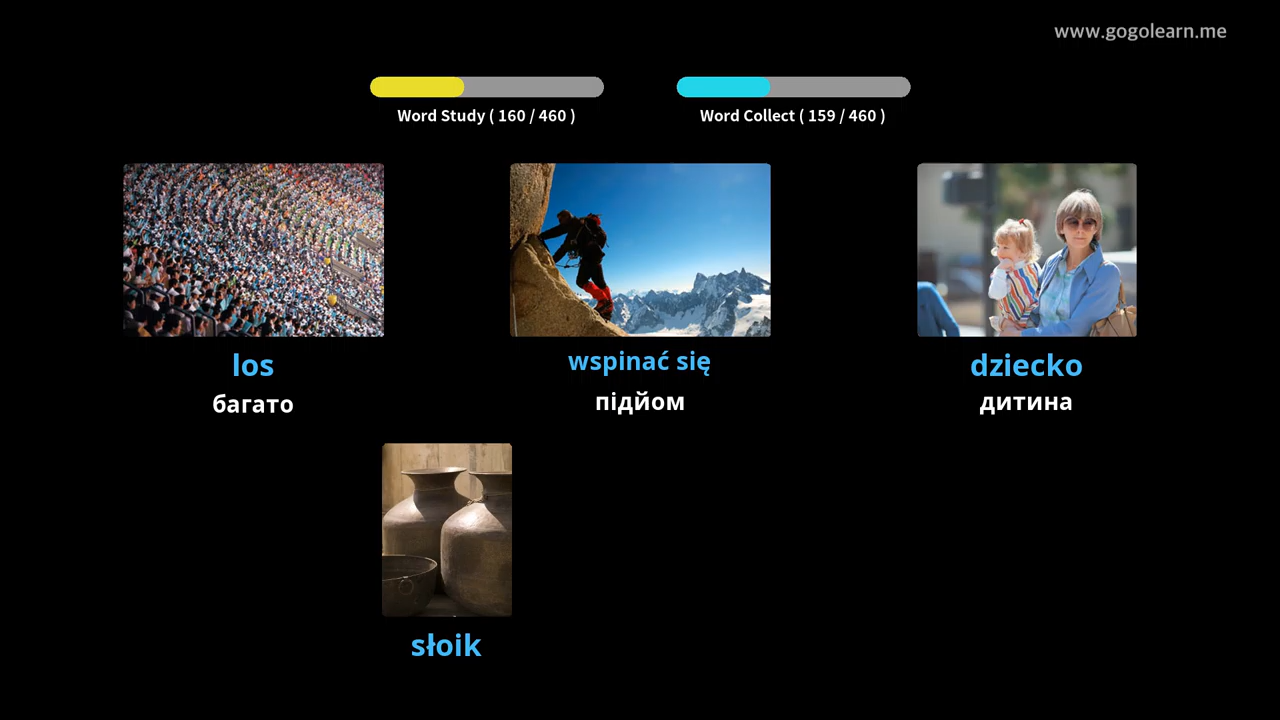 www.gogolearn.me
Word Study ( 160 / 460 )
Word Collect ( 159 / 460 )
los
багато
wspinać się
підйом
dziecko
дитина
słoik